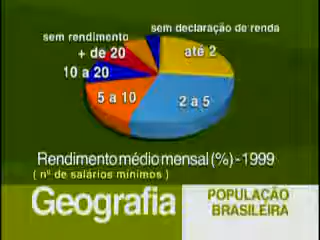 sem declaração de renda
sem rendimento
+ de 20
até 2
10 a 20
5 a 10
2 a 5
Rendimento médio mensal (%) - 1999
( nº de salários mínimos )
Geografia
POPULAÇÃO
BRASILEIRA